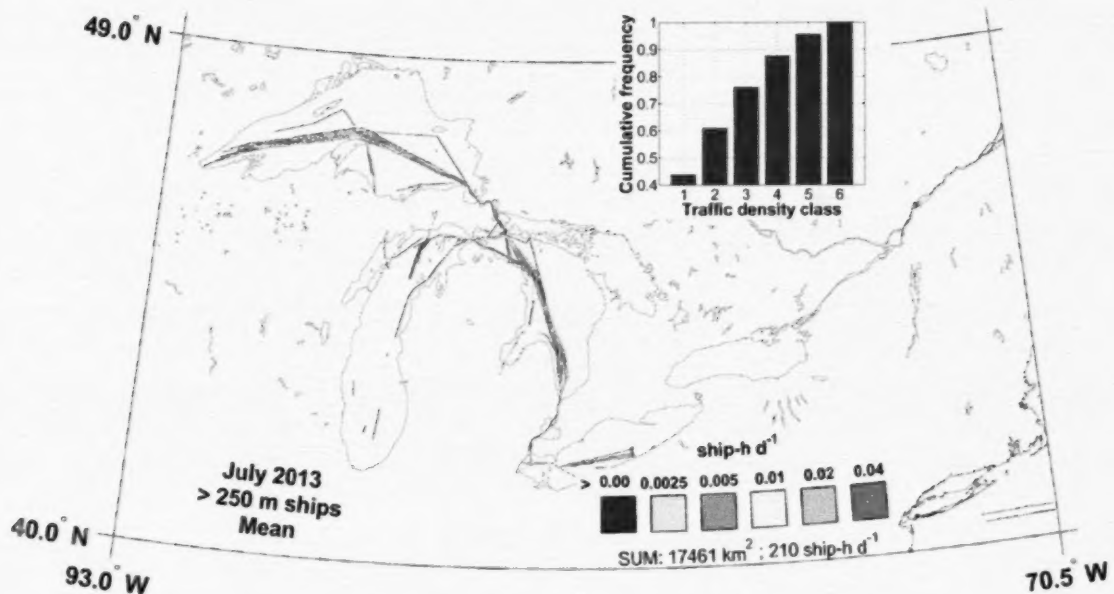 49.0° N
Cumulative frequency
1
0.9
0.8
0.7
0.6
0.5
0.4
1 2 3 4 5 6
Traffic density class
July 2013
> 250 m ships
Mean
ship-h d⁻¹
> 0.00 0.0025 0.005 0.01 0.02 0.04
SUM: 17461 km² ; 210 ship-h d⁻¹
40.0° N
93.0° W
70.5° W